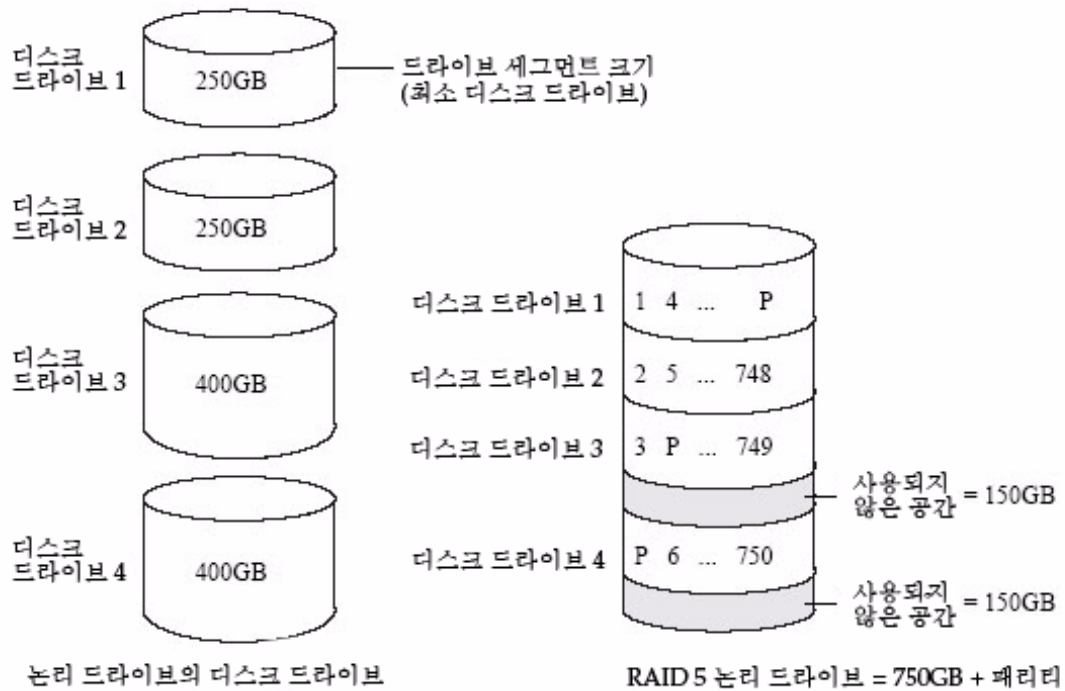 디스크
드라이브 1
250GB
드라이브 세그먼트 크기
(최소 디스크 드라이브)
디스크
드라이브 2
250GB
디스크
드라이브 3
400GB
디스크
드라이브 4
400GB
논리 드라이브의 디스크 드라이브
디스크 드라이브 1
1 4 ... P
디스크 드라이브 2
2 5 ... 748
디스크 드라이브 3
3 P ... 749
사용되지
않은 공간 = 150GB
디스크 드라이브 4
P 6 ... 750
사용되지
않은 공간 = 150GB
RAID 5 논리 드라이브 = 750GB + 패리티